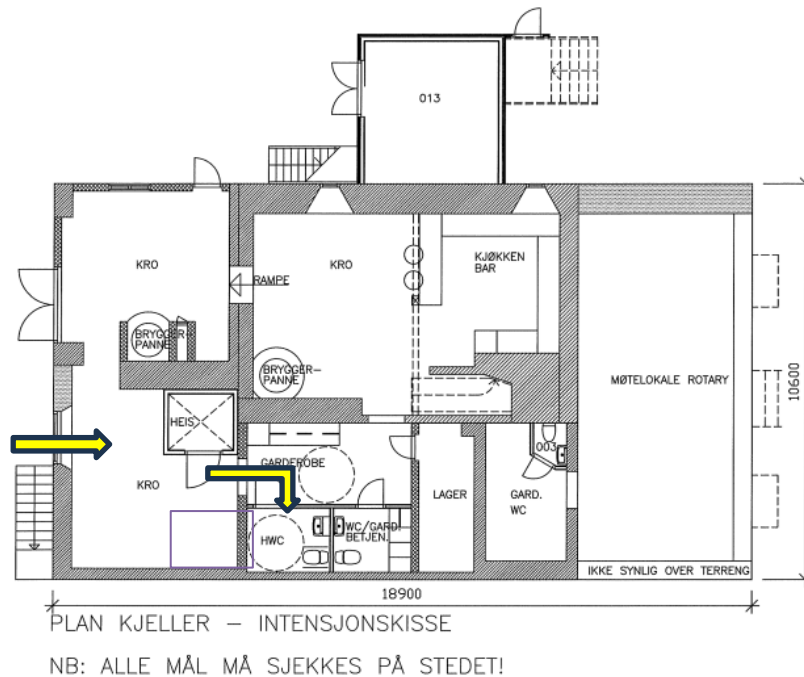 013
KRO
RAMPE
KRO
KJØKKEN
BAR
BRYGGER-
PANNE
BRYGGER-
PANNE
MØTELOKALE ROTARY
10600
HEIS
003
GARDEROBE
KRO
LAGER
GARD.
WC
HWC
WC/GARD.
BETJEN.
IKKE SYNLIG OVER TERRENG
18900
PLAN KJELLER – INTENSJONSKISSE
NB: ALLE MÅL MÅ SJEKKES PÅ STEDET!